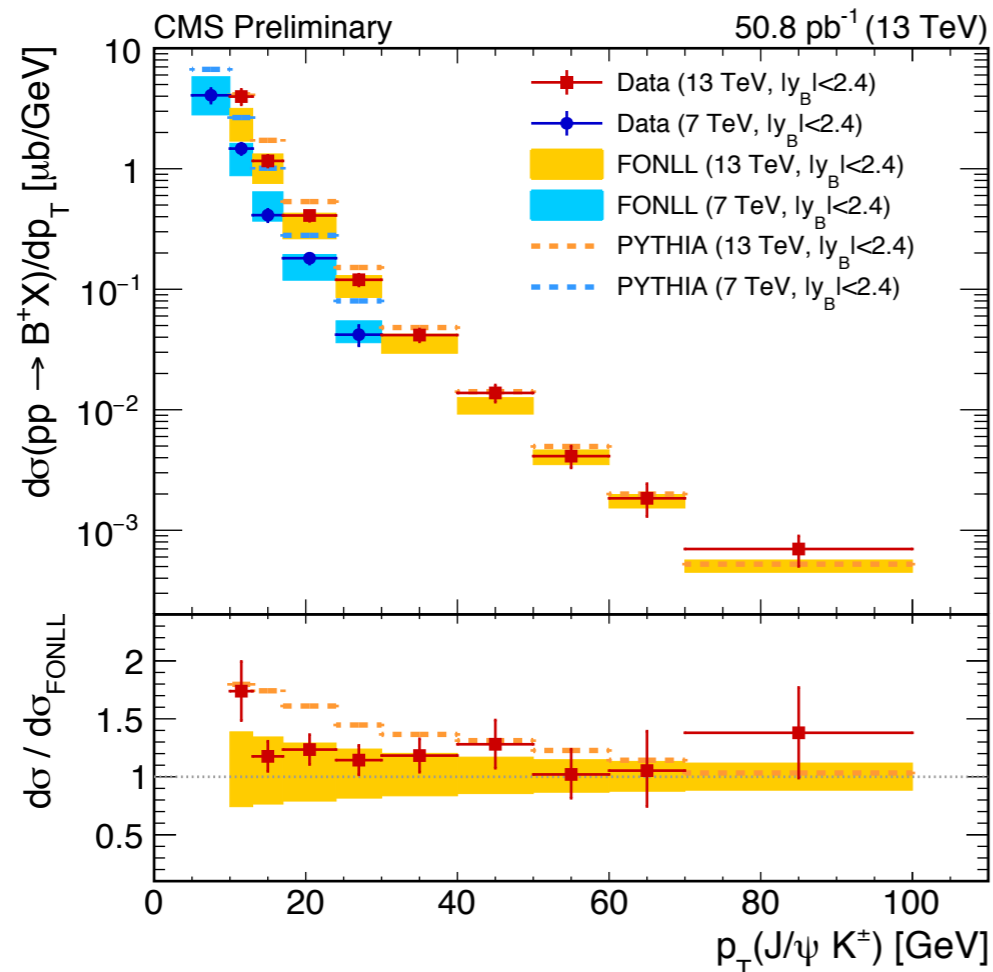 CMS Preliminary
50.8 pb⁻¹ (13 TeV)
dσ(pp → B⁺X)/dp_T [μb/GeV]
10
1
10⁻¹
10⁻²
10⁻³
Data (13 TeV, |y_B|<2.4)
Data (7 TeV, |y_B|<2.4)
FONLL (13 TeV, |y_B|<2.4)
FONLL (7 TeV, |y_B|<2.4)
PYTHIA (13 TeV, |y_B|<2.4)
PYTHIA (7 TeV, |y_B|<2.4)
dσ / dσ_FONLL
2
1.5
1
0.5
0 20 40 60 80 100
p_T(J/ψ K^±) [GeV]